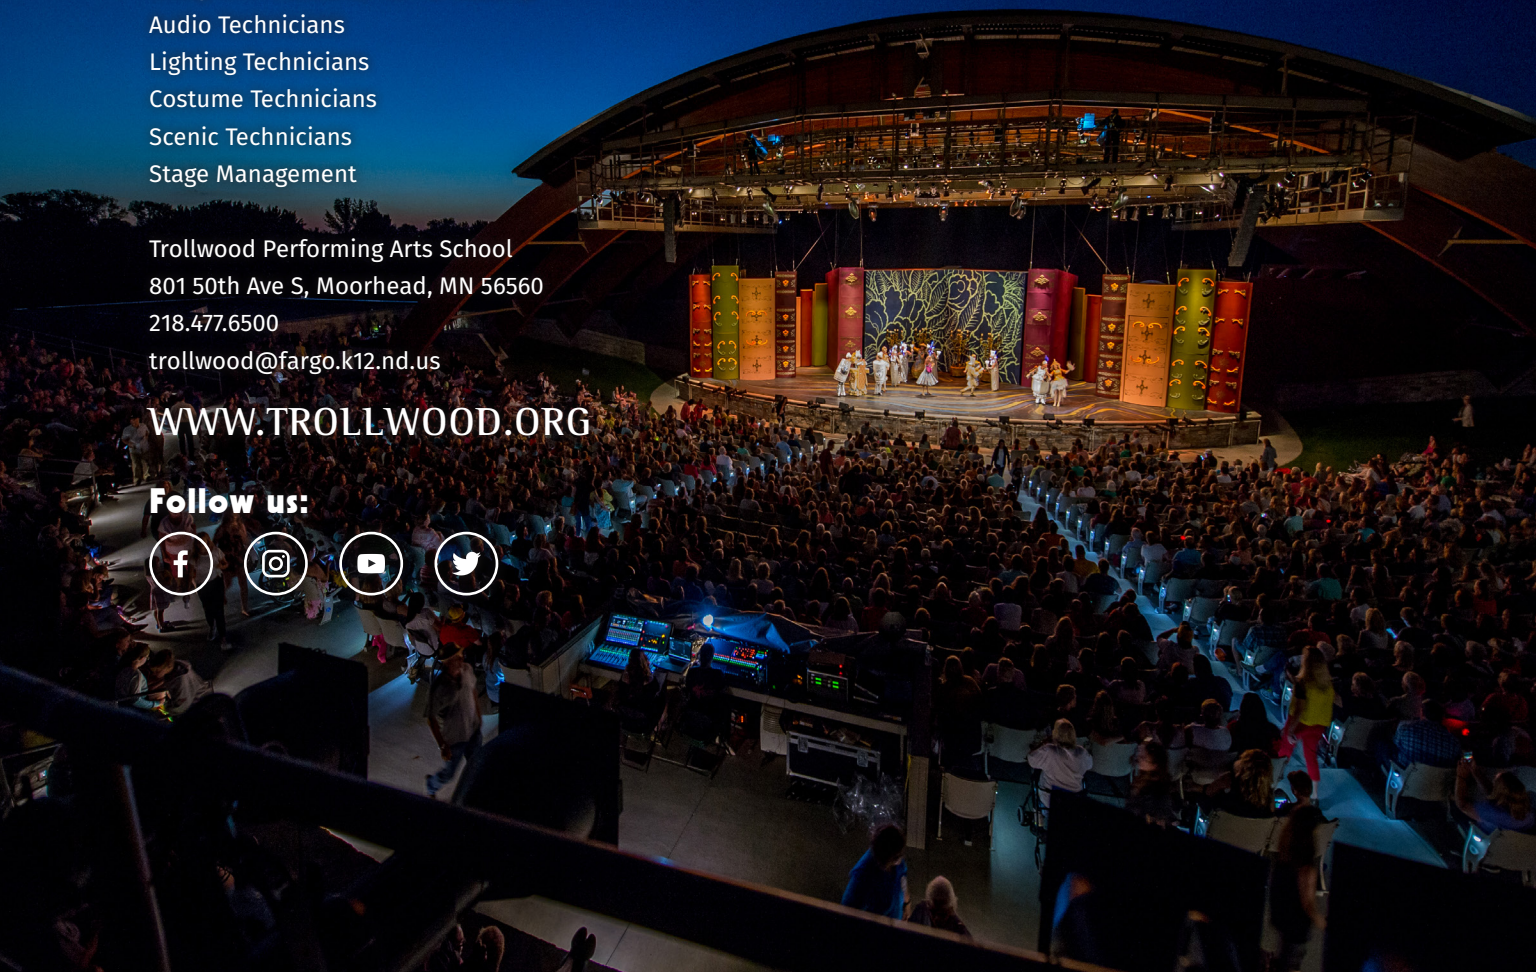 Audio Technicians
Lighting Technicians
Costume Technicians
Scenic Technicians
Stage Management
Trollwood Performing Arts School
801 50th Ave S, Moorhead, MN 56560
218.477.6500
trollwood@fargo.k12.nd.us
WWW.TROLLWOOD.ORG
Follow us: